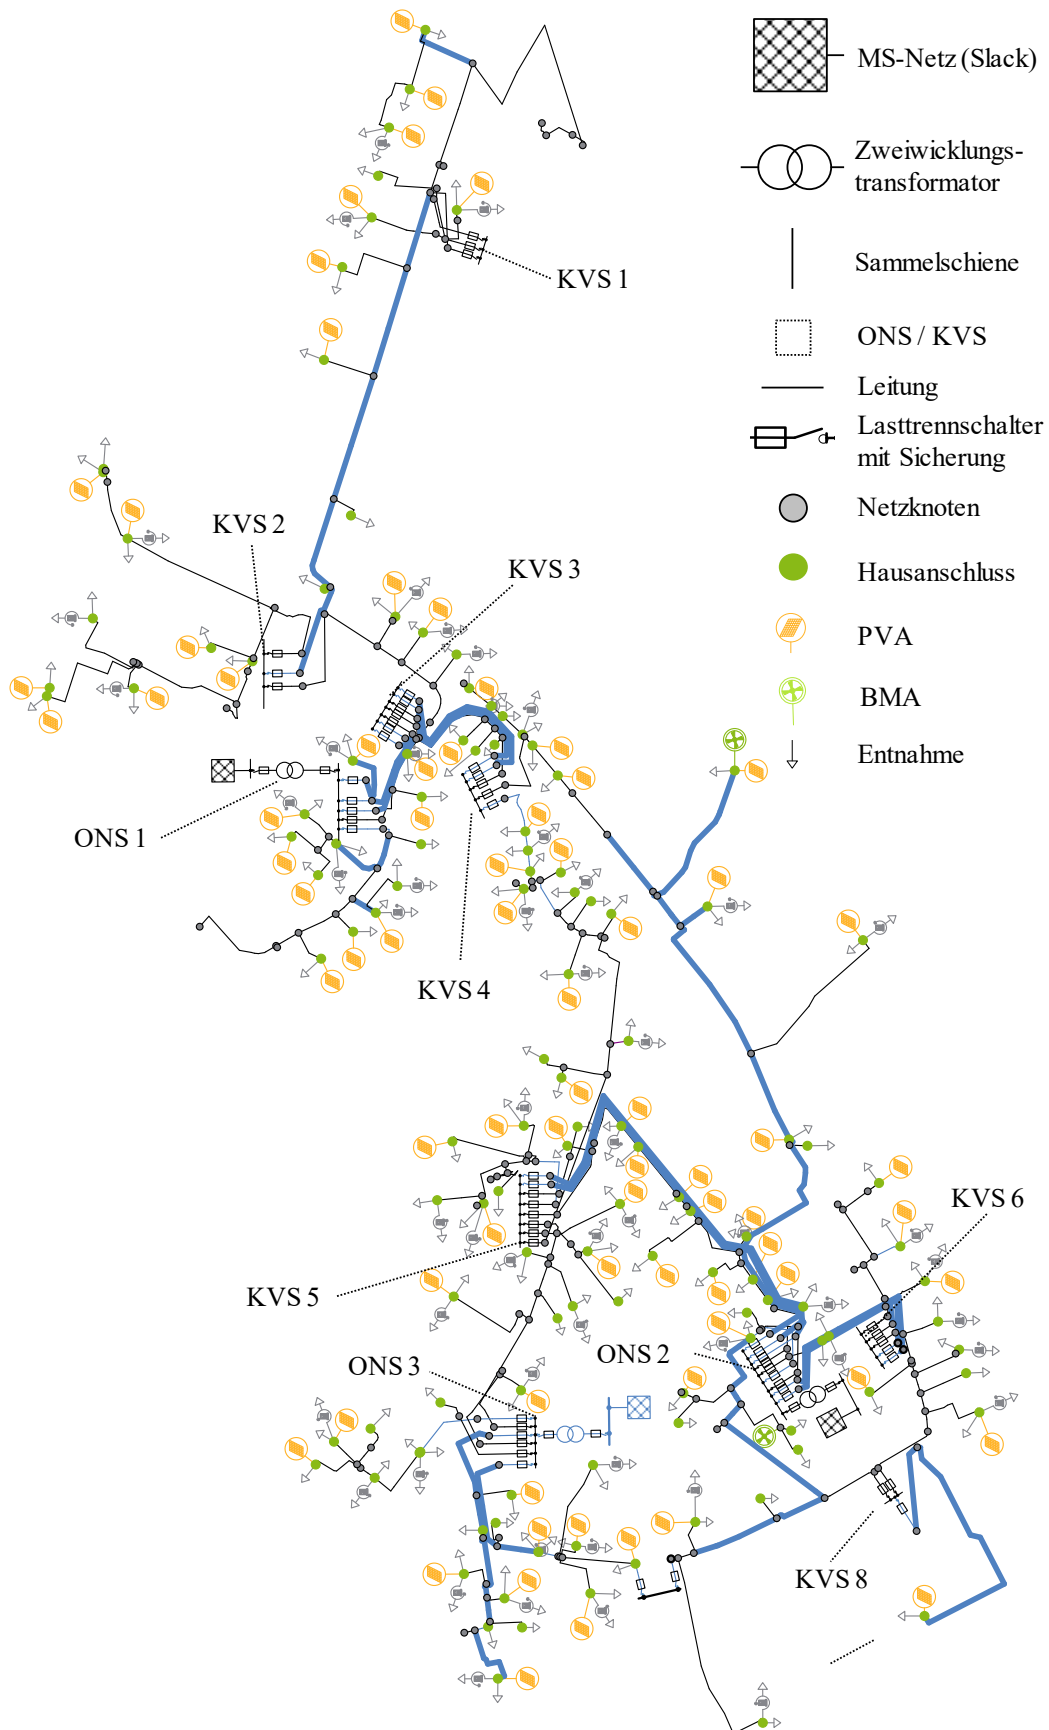 MS-Netz (Slack)
Zweiwicklungs-
transformator
Sammelschiene
ONS / KVS
Leitung
Lasttrennschalter
mit Sicherung
Netzknoten
Hausanschluss
PVA
BMA
Entnahme
KVS 1
KVS 2
KVS 3
ONS 1
KVS 4
KVS 6
KVS 5
ONS 3
ONS 2
KVS 8